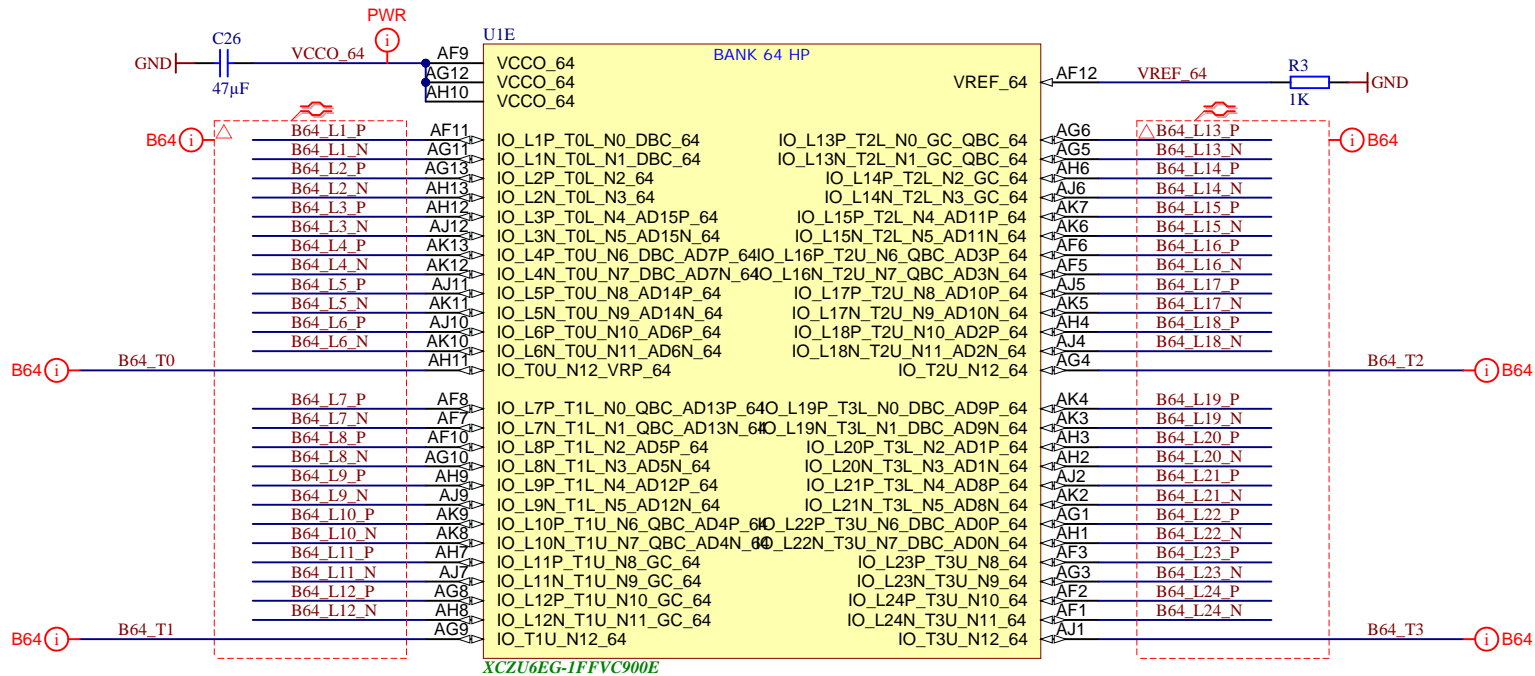 PWR
C26
U1E
BANK 64 HP
GND
VCCO_64
AF9
VCCO_64
47µF
AG12
VCCO_64
AH10
VCCO_64
VREF_64
AF12
VREF_64
R3
1K
GND
B64 i
i B64
B64_L1_P AF11 IO_L1P_T0L_N0_DBC_64 IO_L13P_T2L_N0_GC_QBC_64 AG6 B64_L13_P
B64_L1_N AG11 IO_L1N_T0L_N1_DBC_64 IO_L13N_T2L_N1_GC_QBC_64 AG5 B64_L13_N
B64_L2_P AG13 IO_L2P_T0L_N2_64 IO_L14P_T2L_N2_GC_64 AH6 B64_L14_P
B64_L2_N AH13 IO_L2N_T0L_N3_64 IO_L14N_T2L_N3_GC_64 AJ6 B64_L14_N
B64_L3_P AH12 IO_L3P_T0L_N4_AD15P_64 IO_L15P_T2L_N4_AD11P_64 AK7 B64_L15_P
B64_L3_N AJ12 IO_L3N_T0L_N5_AD15N_64 IO_L15N_T2L_N5_AD11N_64 AK6 B64_L15_N
B64_L4_P AK13 IO_L4P_T0U_N6_DBC_AD7P_64 IO_L16P_T2U_N6_QBC_AD3P_64 AF6 B64_L16_P
B64_L4_N AK12 IO_L4N_T0U_N7_DBC_AD7N_64 IO_L16N_T2U_N7_QBC_AD3N_64 AF5 B64_L16_N
B64_L5_P AJ11 IO_L5P_T0U_N8_AD14P_64 IO_L17P_T2U_N8_AD10P_64 AJ5 B64_L17_P
B64_L5_N AK11 IO_L5N_T0U_N9_AD14N_64 IO_L17N_T2U_N9_AD10N_64 AK5 B64_L17_N
B64_L6_P AJ10 IO_L6P_T0U_N10_AD6P_64 IO_L18P_T2U_N10_AD2P_64 AH4 B64_L18_P
B64_L6_N AK10 IO_L6N_T0U_N11_AD6N_64 IO_L18N_T2U_N11_AD2N_64 AJ4 B64_L18_N
B64 i B64_T0 AH11 IO_T0U_N12_VRP_64 IO_T2U_N12_64 AG4 B64_T2 i B64
B64_L7_P AF8 IO_L7P_T1L_N0_QBC_AD13P_64 IO_L19P_T3L_N0_DBC_AD9P_64 AK4 B64_L19_P
B64_L7_N AF7 IO_L7N_T1L_N1_QBC_AD13N_64 IO_L19N_T3L_N1_DBC_AD9N_64 AK3 B64_L19_N
B64_L8_P AF10 IO_L8P_T1L_N2_AD5P_64 IO_L20P_T3L_N2_AD1P_64 AH3 B64_L20_P
B64_L8_N AG10 IO_L8N_T1L_N3_AD5N_64 IO_L20N_T3L_N3_AD1N_64 AH2 B64_L20_N
B64_L9_P AH9 IO_L9P_T1L_N4_AD12P_64 IO_L21P_T3L_N4_AD8P_64 AJ2 B64_L21_P
B64_L9_N AJ9 IO_L9N_T1L_N5_AD12N_64 IO_L21N_T3L_N5_AD8N_64 AK2 B64_L21_N
B64_L10_P AK9 IO_L10P_T1U_N6_QBC_AD4P_64 IO_L22P_T3U_N6_DBC_AD0P_64 AG1 B64_L22_P
B64_L10_N AK8 IO_L10N_T1U_N7_QBC_AD4N_64 IO_L22N_T3U_N7_DBC_AD0N_64 AH1 B64_L22_N
B64_L11_P AH7 IO_L11P_T1U_N8_GC_64 IO_L23P_T3U_N8_64 AF3 B64_L23_P
B64_L11_N AJ7 IO_L11N_T1U_N9_GC_64 IO_L23N_T3U_N9_64 AG3 B64_L23_N
B64_L12_P AG8 IO_L12P_T1U_N10_GC_64 IO_L24P_T3U_N10_64 AF2 B64_L24_P
B64_L12_N AH8 IO_L12N_T1U_N11_GC_64 IO_L24N_T3U_N11_64 AF1 B64_L24_N
B64 i B64_T1 AG9 IO_T1U_N12_64 IO_T3U_N12_64 AJ1 B64_T3 i B64
XCZU6EG-1FFVC900E